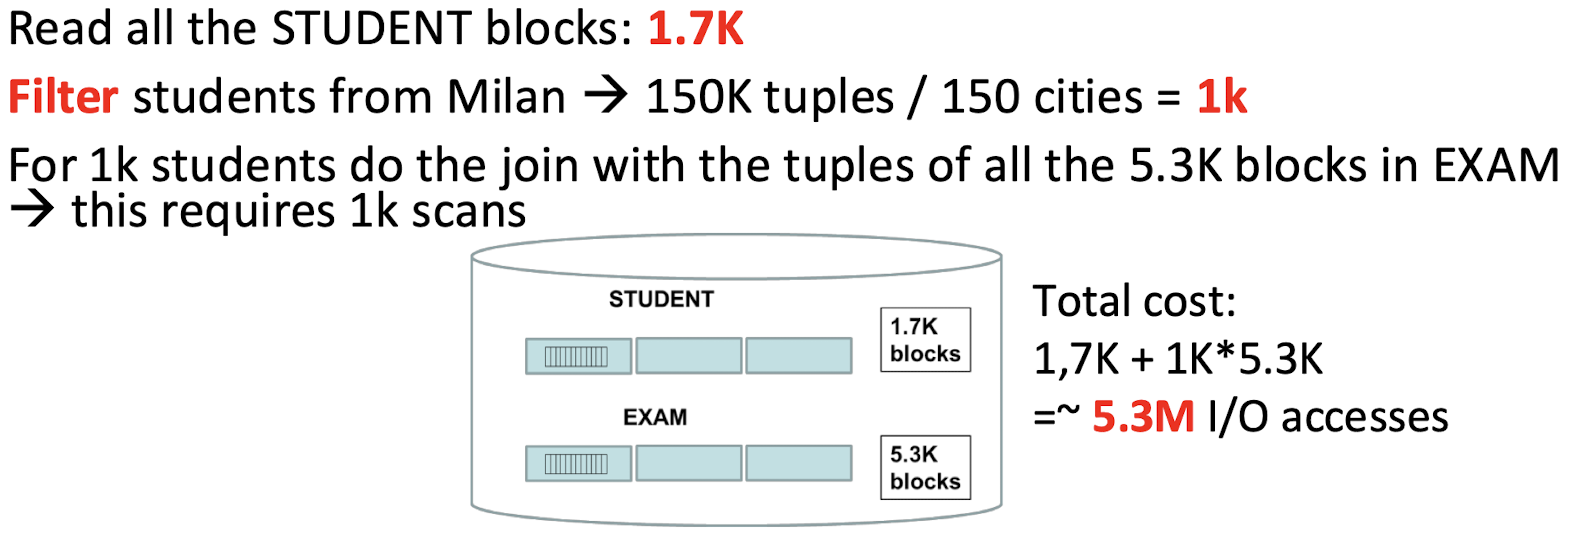 Read all the STUDENT blocks: 1.7K
Filter students from Milan → 150K tuples / 150 cities = 1k
For 1k students do the join with the tuples of all the 5.3K blocks in EXAM
→ this requires 1k scans
STUDENT
1.7K
blocks
EXAM
5.3K
blocks
Total cost:
1,7K + 1K*5.3K
=~ 5.3M I/O accesses